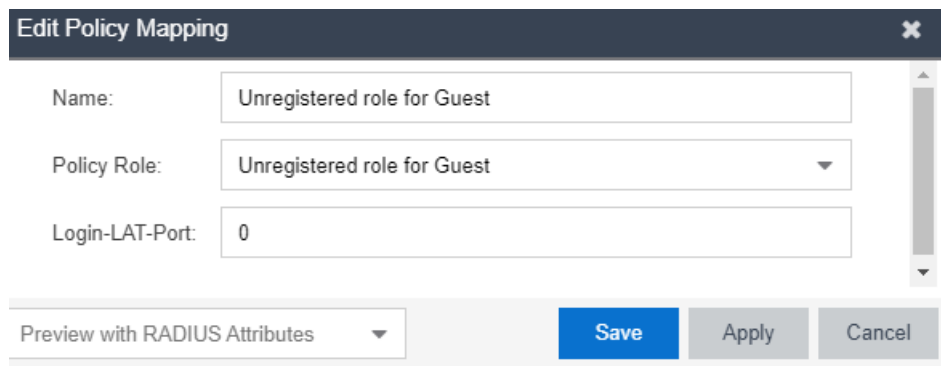 Edit Policy Mapping
Name: Unregistered role for Guest
Policy Role: Unregistered role for Guest
Login-LAT-Port: 0
Preview with RADIUS Attributes Save Apply Cancel